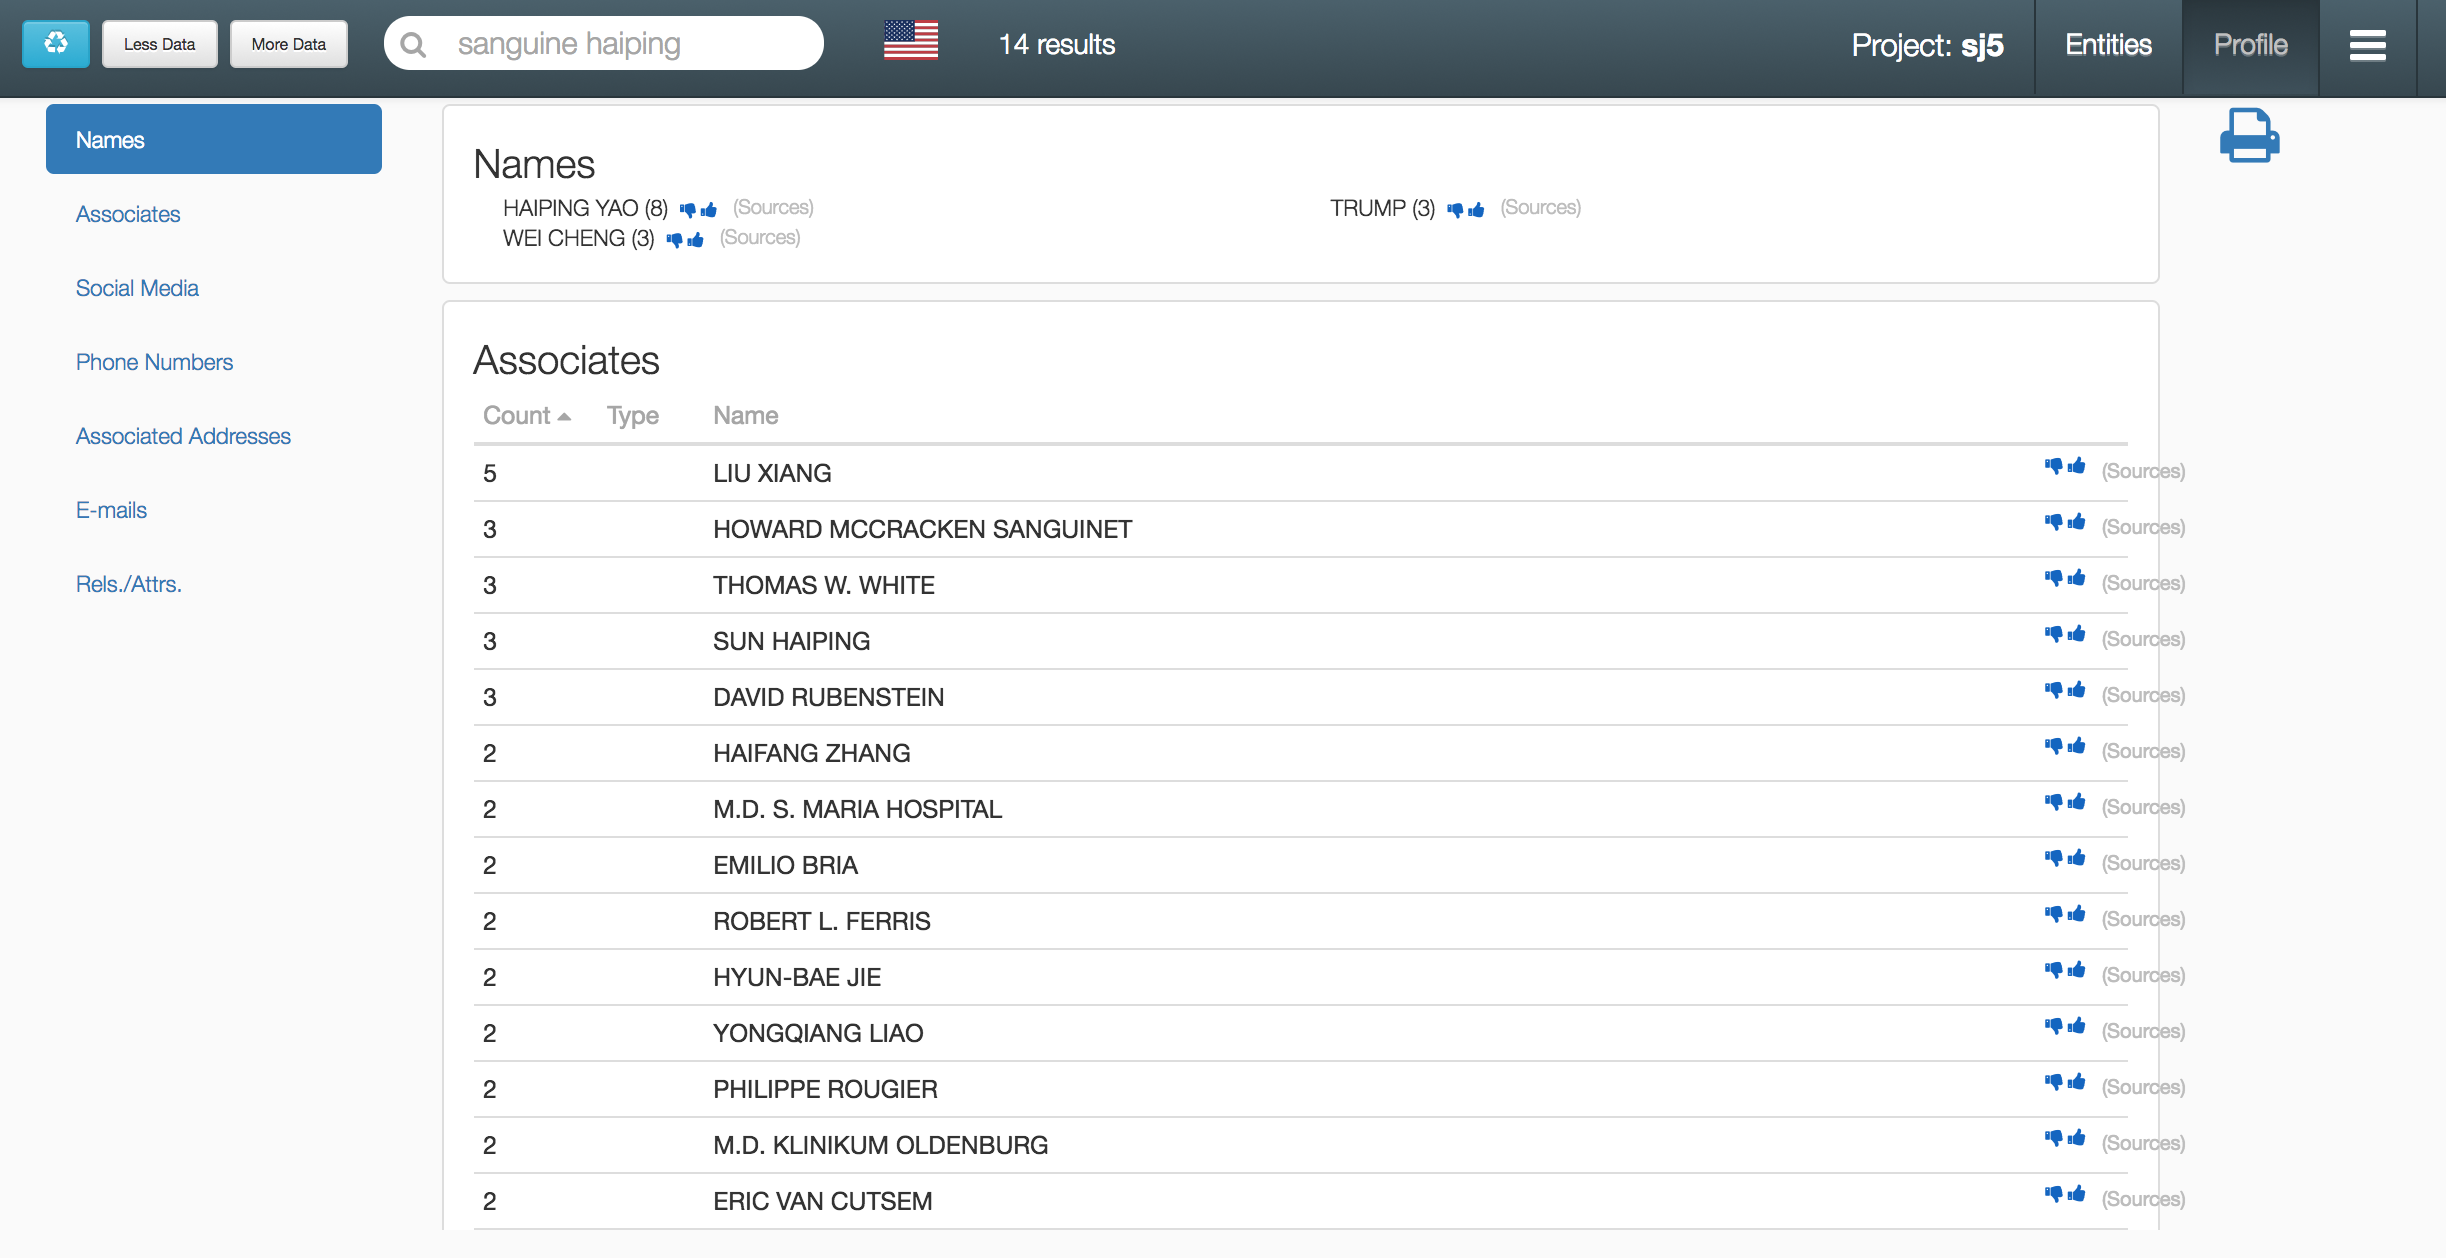 Less Data More Data sanguine haiping 14 results Project: sj5 Entities Profile
Names
Associates
Social Media
Phone Numbers
Associated Addresses
E-mails
Rels./Attrs.
Names
HAIPING YAO (8) (Sources) TRUMP (3) (Sources)
WEI CHENG (3) (Sources)
Associates
Count Type Name
5 LIU XIANG (Sources)
3 HOWARD MCCRACKEN SANGUINET (Sources)
3 THOMAS W. WHITE (Sources)
3 SUN HAIPING (Sources)
3 DAVID RUBENSTEIN (Sources)
2 HAIFANG ZHANG (Sources)
2 M.D. S. MARIA HOSPITAL (Sources)
2 EMILIO BRIA (Sources)
2 ROBERT L. FERRIS (Sources)
2 HYUN-BAE JIE (Sources)
2 YONGQIANG LIAO (Sources)
2 PHILIPPE ROUGIER (Sources)
2 M.D. KLINIKUM OLDENBURG (Sources)
2 ERIC VAN CUTSEM (Sources)